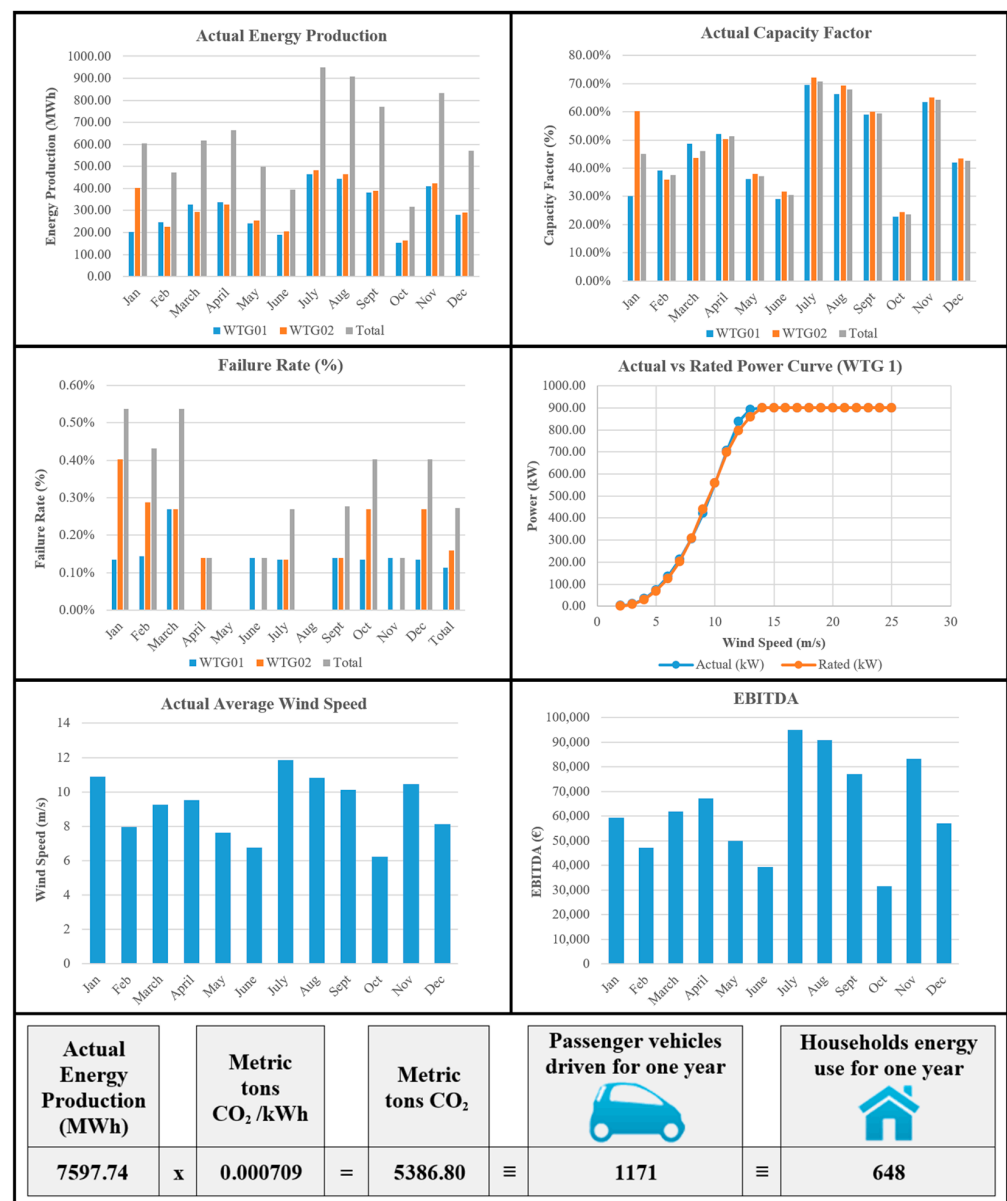 Actual Energy Production
Energy Production (MWh)
1000.00
900.00
800.00
700.00
600.00
500.00
400.00
300.00
200.00
100.00
0.00
Jan Feb March April May June July Aug Sept Oct Nov Dec
WTG01 WTG02 Total
Actual Capacity Factor
Capacity Factor (%)
80.00%
70.00%
60.00%
50.00%
40.00%
30.00%
20.00%
10.00%
0.00%
Jan Feb March April May June July Aug Sept Oct Nov Dec
WTG01 WTG02 Total
Failure Rate (%)
Failure Rate (%)
0.60%
0.50%
0.40%
0.30%
0.20%
0.10%
0.00%
Jan Feb March April May June July Aug Sept Oct Nov Dec Total
WTG01 WTG02 Total
Actual vs Rated Power Curve (WTG 1)
Power (kW)
1000.00
900.00
800.00
700.00
600.00
500.00
400.00
300.00
200.00
100.00
0.00
0 5 10 15 20 25 30
Wind Speed (m/s)
Actual (kW) Rated (kW)
Actual Average Wind Speed
Wind Speed (m/s)
14
12
10
8
6
4
2
0
Jan Feb March April May June July Aug Sept Oct Nov Dec
EBITDA
EBITDA (€)
100,000
90,000
80,000
70,000
60,000
50,000
40,000
30,000
20,000
10,000
0
Jan Feb March April May June July Aug Sept Oct Nov Dec
Actual
Energy
Production
(MWh)
Metric
tons
CO₂ /kWh
Metric
tons CO₂
Passenger vehicles
driven for one year
Households energy
use for one year
7597.74 x 0.000709 = 5386.80 ≡ 1171 ≡ 648